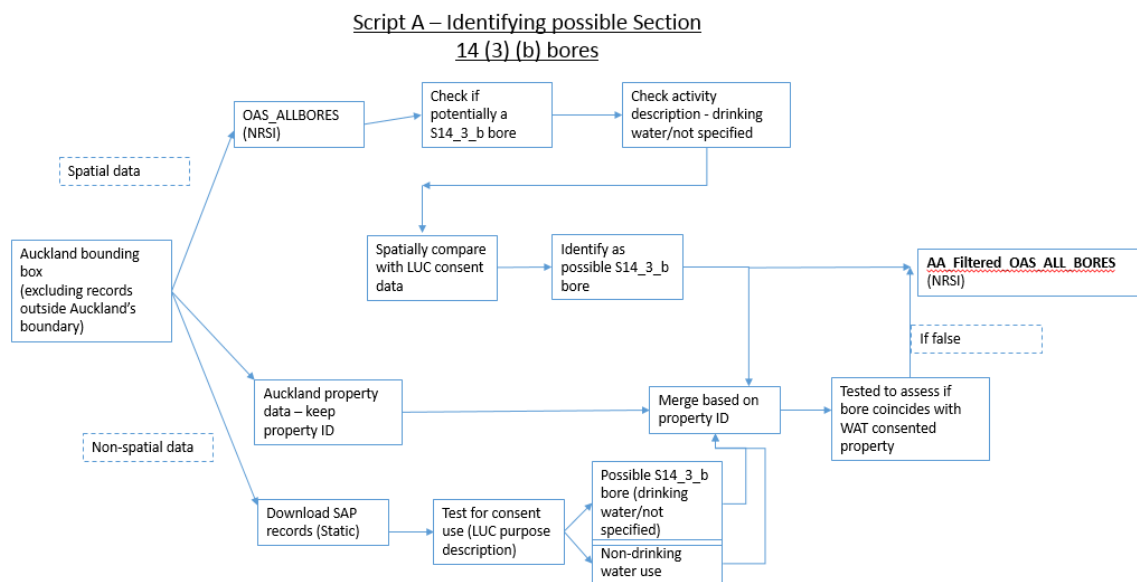 Script A – Identifying possible Section
14 (3) (b) bores
OAS_ALLBORES
(NRSI)
Check if
potentially a
S14_3_b bore
Check activity
description - drinking
water/not specified
Spatial data
Auckland bounding
box
(excluding records
outside Auckland's
boundary)
Spatially compare
with LUC consent
data
Identify as
possible S14_3_b
bore
AA_Filtered_OAS_ALL_BORES
(NRSI)
If false
Auckland property
data – keep
property ID
Merge based on
property ID
Tested to assess if
bore coincides with
WAT consented
property
Non-spatial data
Download SAP
records (Static)
Test for consent
use (LUC purpose
description)
Possible S14_3_b
bore (drinking
water/not
specified)
Non-drinking
water use